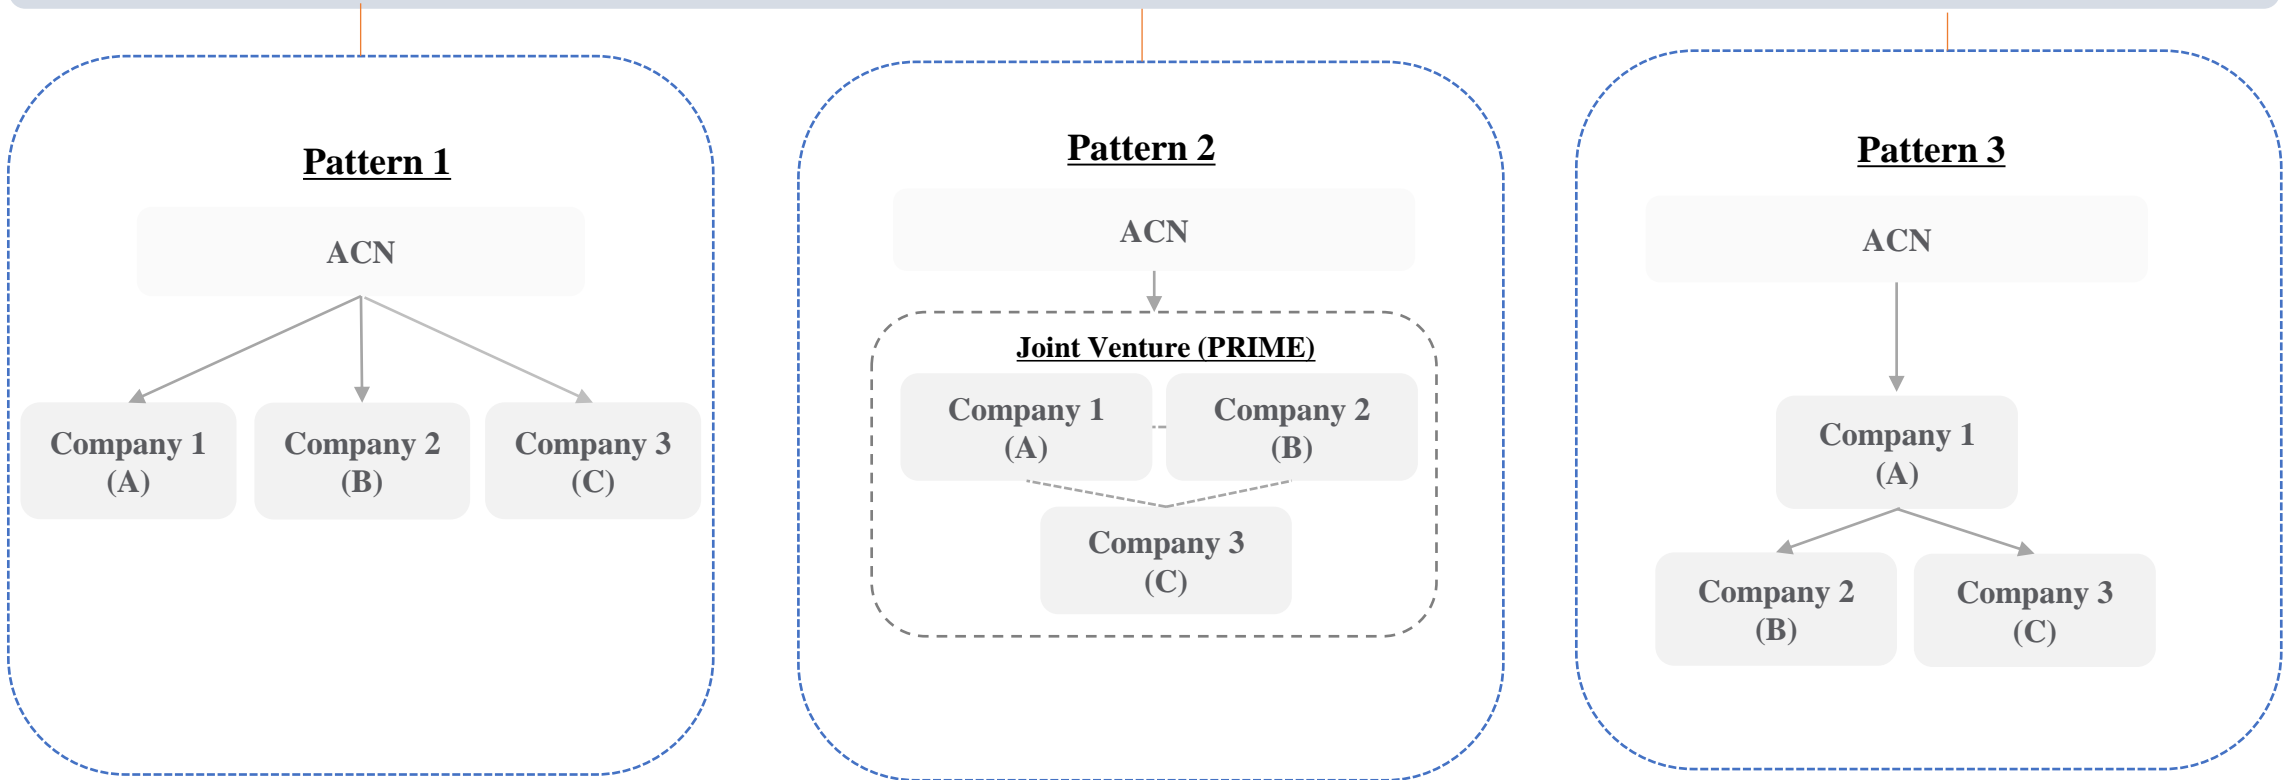 Pattern 1
ACN
Company 1
(A)
Company 2
(B)
Company 3
(C)
Pattern 2
ACN
Joint Venture (PRIME)
Company 1
(A)
Company 2
(B)
Company 3
(C)
Pattern 3
ACN
Company 1
(A)
Company 2
(B)
Company 3
(C)